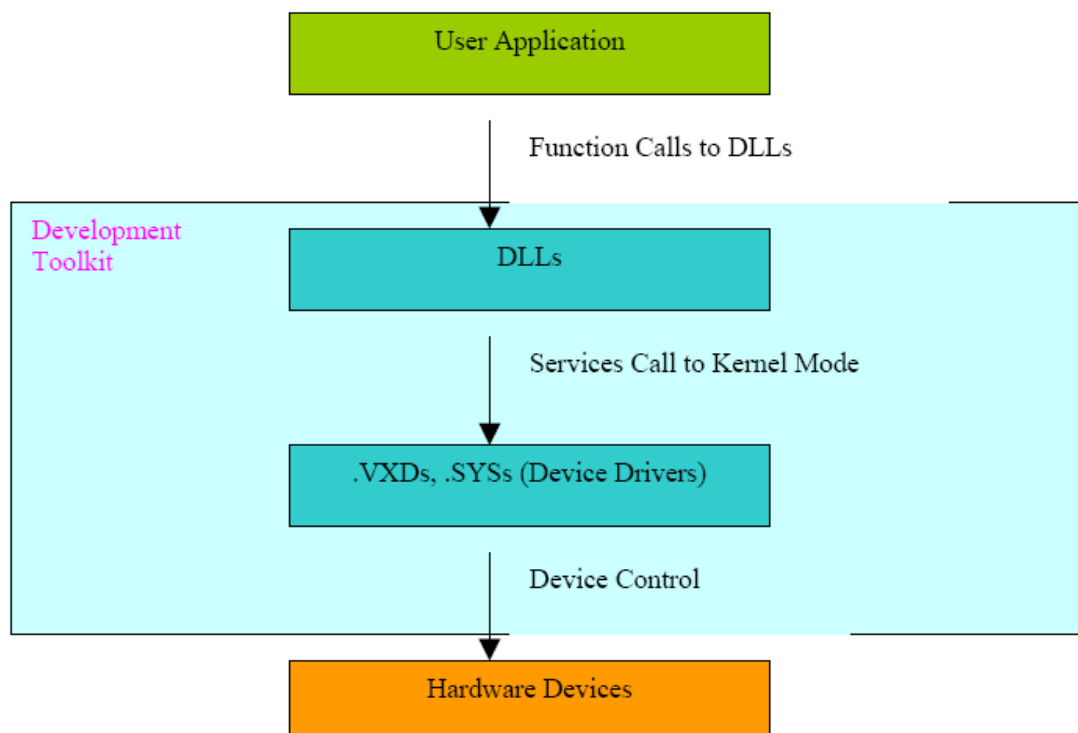 User Application
Function Calls to DLLs
Development
Toolkit
DLLs
Services Call to Kernel Mode
.VXDs, .SYSs (Device Drivers)
Device Control
Hardware Devices